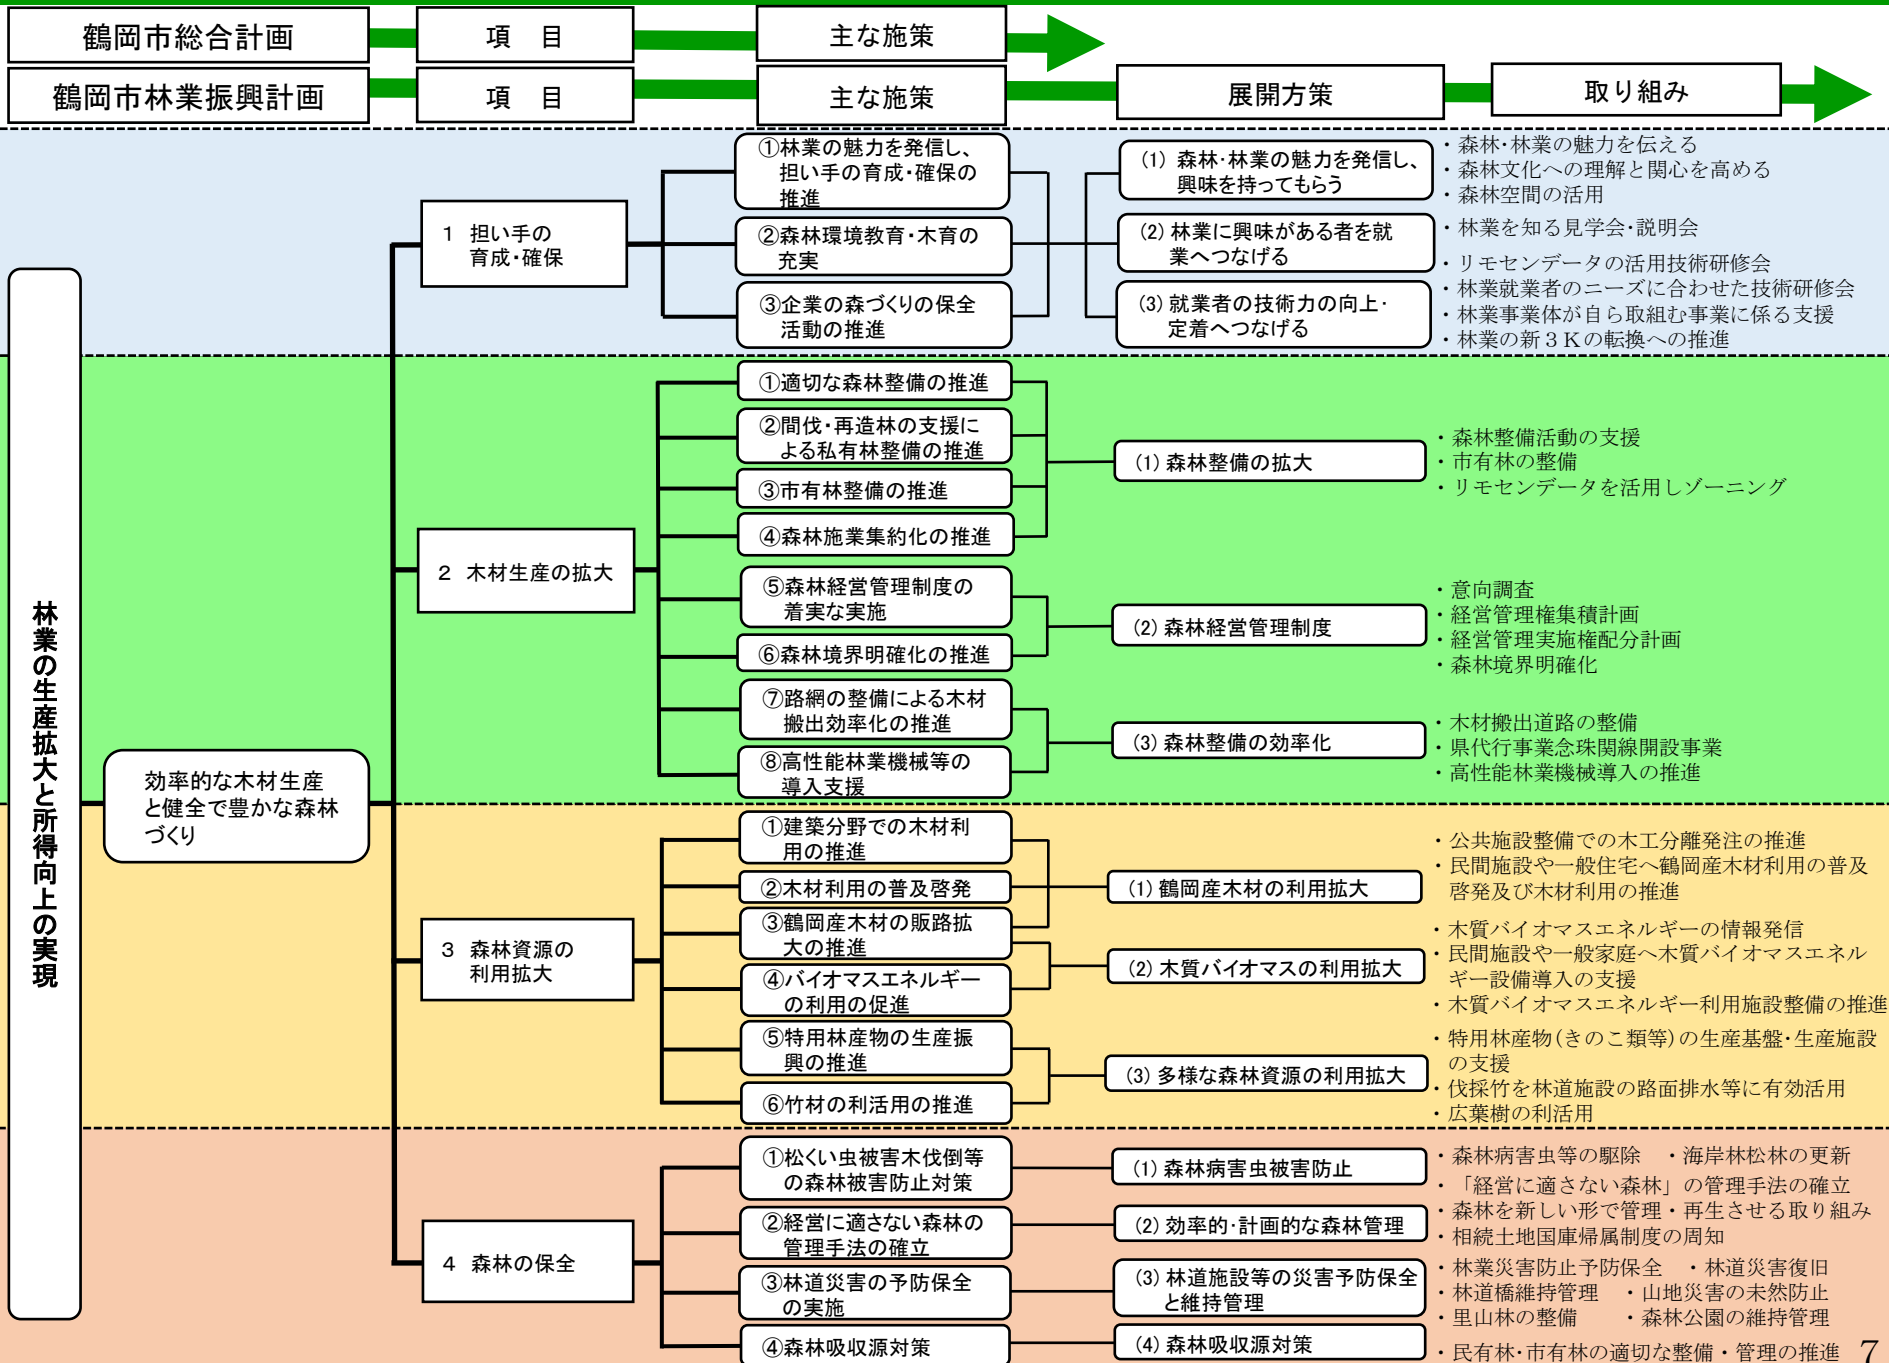 鶴岡市総合計画
項　目
主な施策
鶴岡市林業振興計画
項　目
主な施策
展開方策
取り組み
林業の生産拡大と所得向上の実現
効率的な木材生産
と健全で豊かな森林
づくり
1 担い手の
育成・確保
①林業の魅力を発信し、
担い手の育成・確保の
推進
②森林環境教育・木育の
充実
③企業の森づくりの保全
活動の推進
(1) 森林・林業の魅力を発信し、
興味を持ってもらう
(2) 林業に興味がある者を就
業へつなげる
(3) 就業者の技術力の向上・
定着へつなげる
・森林・林業の魅力を伝える
・森林文化への理解と関心を高める
・森林空間の活用
・林業を知る見学会・説明会
・リモセンデータの活用技術研修会
・林業就業者のニーズに合わせた技術研修会
・林業事業体が自ら取組む事業に係る支援
・林業の新３Ｋの転換への推進
2 木材生産の拡大
①適切な森林整備の推進
②間伐・再造林の支援に
よる私有林整備の推進
③市有林整備の推進
④森林施業集約化の推進
⑤森林経営管理制度の
着実な実施
⑥森林境界明確化の推進
⑦路網の整備による木材
搬出効率化の推進
⑧高性能林業機械等の
導入支援
(1) 森林整備の拡大
(2) 森林経営管理制度
(3) 森林整備の効率化
・森林整備活動の支援
・市有林の整備
・リモセンデータを活用しゾーニング
・意向調査
・経営管理権集積計画
・経営管理実施権配分計画
・森林境界明確化
・木材搬出道路の整備
・県代行事業念珠関線開設事業
・高性能林業機械導入の推進
3 森林資源の
利用拡大
①建築分野での木材利
用の推進
②木材利用の普及啓発
③鶴岡産木材の販路拡
大の推進
④バイオマスエネルギー
の利用の促進
⑤特用林産物の生産振
興の推進
⑥竹材の利活用の推進
(1) 鶴岡産木材の利用拡大
(2) 木質バイオマスの利用拡大
(3) 多様な森林資源の利用拡大
・公共施設整備での木工分離発注の推進
・民間施設や一般住宅へ鶴岡産木材利用の普及
啓発及び木材利用の推進
・木質バイオマスエネルギーの情報発信
・民間施設や一般家庭へ木質バイオマスエネル
ギー設備導入の支援
・木質バイオマスエネルギー利用施設整備の推進
・特用林産物(きのこ類等)の生産基盤・生産施設
の支援
・伐採竹を林道施設の路面排水等に有効活用
・広葉樹の利活用
4 森林の保全
①松くい虫被害木伐倒等
の森林被害防止対策
②経営に適さない森林の
管理手法の確立
③林道災害の予防保全
の実施
④森林吸収源対策
(1) 森林病害虫被害防止
(2) 効率的・計画的な森林管理
(3) 林道施設等の災害予防保全
と維持管理
(4) 森林吸収源対策
・森林病害虫等の駆除　・海岸林松林の更新
・「経営に適さない森林」の管理手法の確立
・森林を新しい形で管理・再生させる取り組み
・相続土地国庫帰属制度の周知
・林業災害防止予防保全　・林道災害復旧
・林道橋維持管理　・山地災害の未然防止
・里山林の整備　　・森林公園の維持管理
・民有林・市有林の適切な整備・管理の推進
7